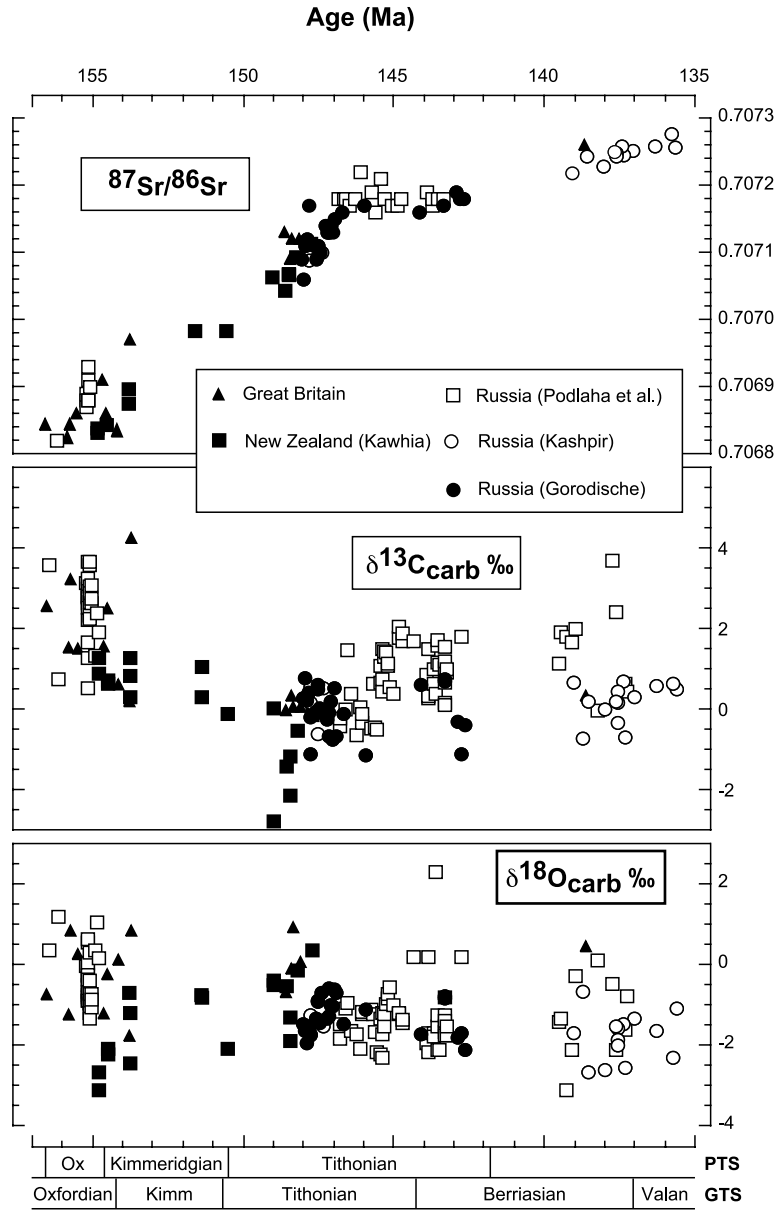 Age (Ma)
155 150 145 140 135
0.7073
87Sr/86Sr
0.7072
0.7071
0.7070
0.7069
0.7068
Great Britain
New Zealand (Kawhia)
Russia (Podlaha et al.)
Russia (Kashpir)
Russia (Gorodische)
4
δ13Ccarb ‰
2
0
-2
δ18Ocarb ‰
2
0
-2
-4
Ox Kimmeridgian Tithonian PTS
Oxfordian Kimm Tithonian Berriasian Valan GTS